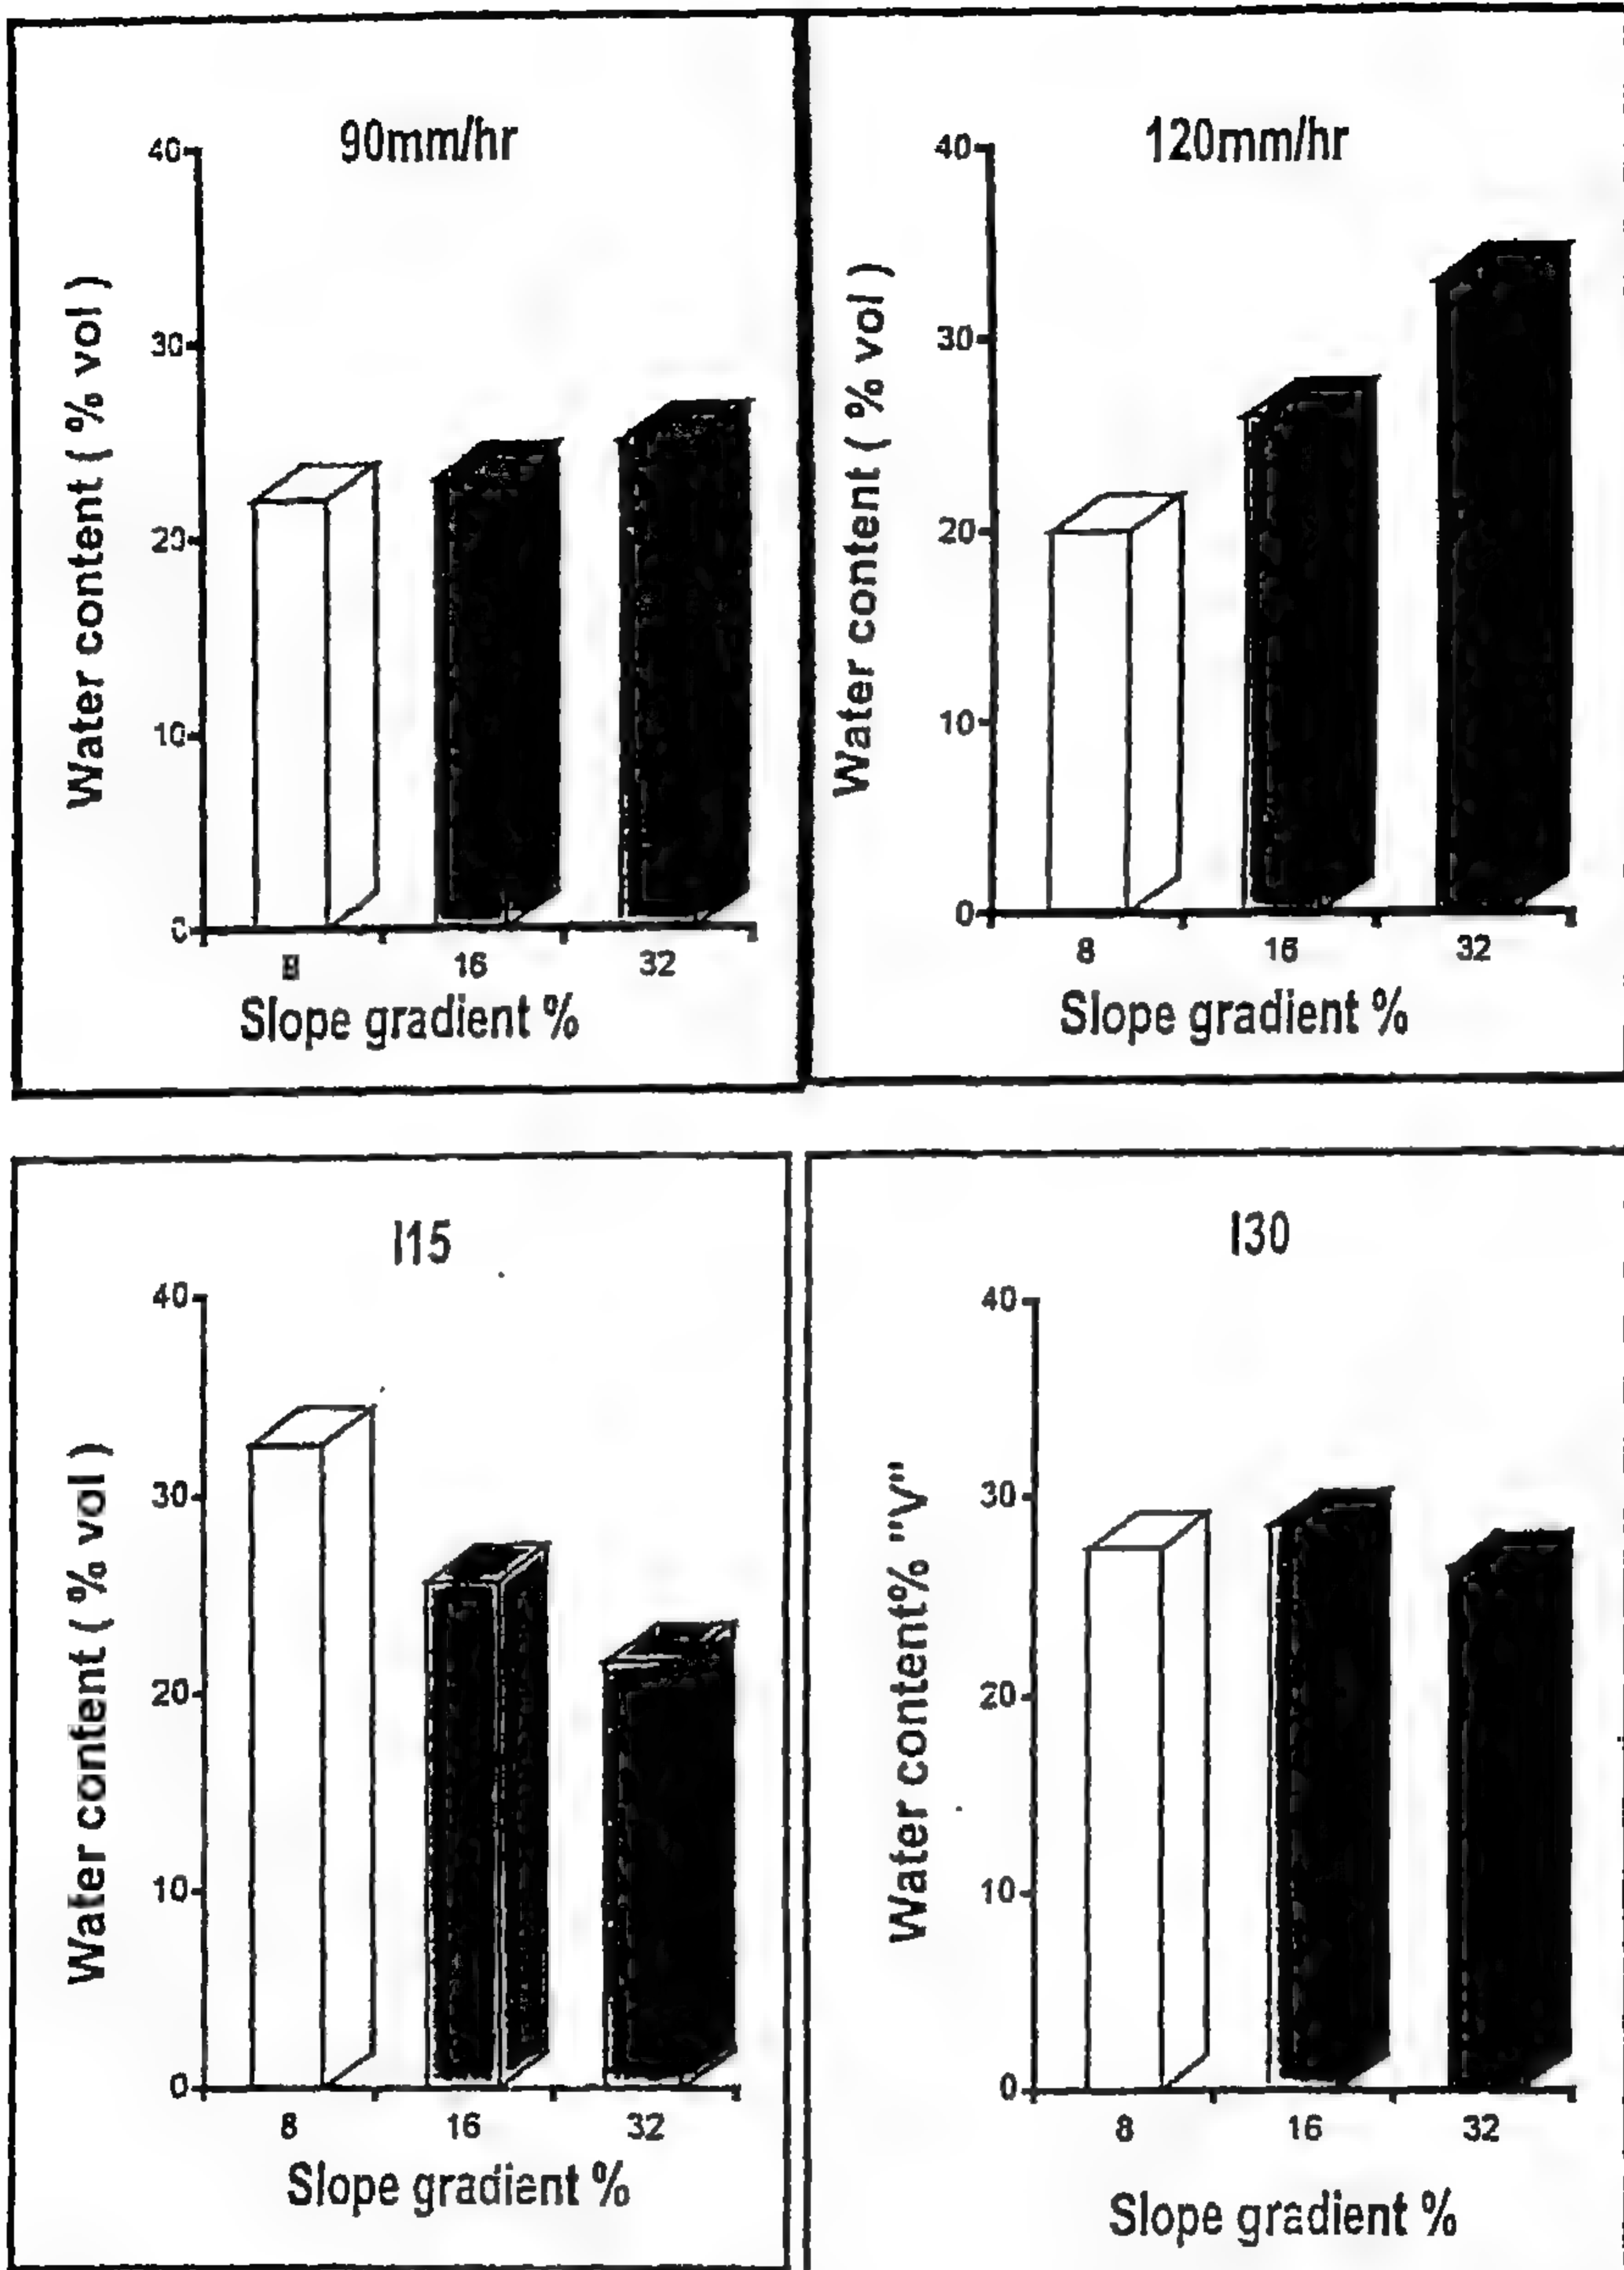 90mm/hr
Water content ( % vol )
40
30
20
10
0
8
16
32
Slope gradient %
120mm/hr
Water content ( % vol )
40
30
20
10
0
8
16
32
Slope gradient %
I15
Water content ( % vol )
40
30
20
10
0
8
16
32
Slope gradient %
I30
Water content% "V"
40
30
20
10
0
8
16
32
Slope gradient %